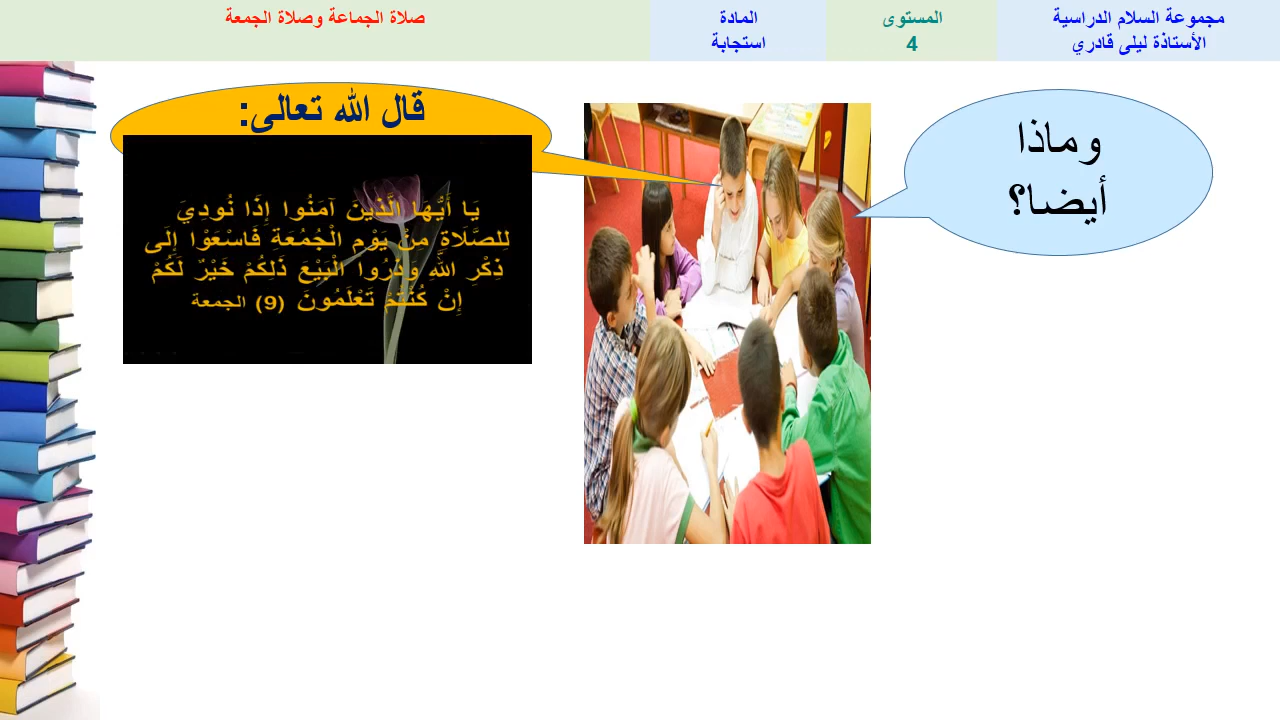 مجموعة السلام الدراسية
الأستاذة ليلى قادري
المستوى
4
المادة
استجابة
صلاة الجماعة وصلاة الجمعة
وماذا
أيضا؟
قال الله تعالى:
يَا أَيُّهَا الَّذِينَ آمَنُوا إِذَا نُودِيَ
لِلصَّلَاةِ مِنْ يَوْمِ الْجُمُعَةِ فَاسْعَوْا إِلَى
ذِكْرِ اللَّهِ وَذَرُوا الْبَيْعَ ذَلِكُمْ خَيْرٌ لَكُمْ
إِنْ كُنْتُمْ تَعْلَمُونَ (9) الجمعة